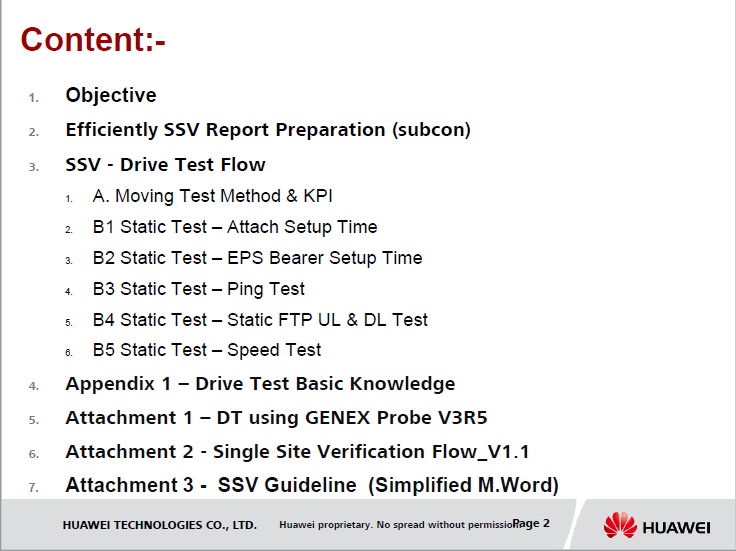 Content:-
1. Objective
2. Efficiently SSV Report Preparation (subcon)
3. SSV - Drive Test Flow
1. A. Moving Test Method & KPI
2. B1 Static Test – Attach Setup Time
3. B2 Static Test – EPS Bearer Setup Time
4. B3 Static Test – Ping Test
5. B4 Static Test – Static FTP UL & DL Test
6. B5 Static Test – Speed Test
4. Appendix 1 – Drive Test Basic Knowledge
5. Attachment 1 – DT using GENEX Probe V3R5
6. Attachment 2 - Single Site Verification Flow_V1.1
7. Attachment 3 - SSV Guideline (Simplified M.Word)
HUAWEI TECHNOLOGIES CO., LTD. Huawei proprietary. No spread without permission Page 2 HUAWEI